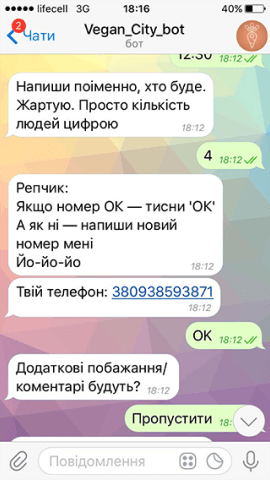 lifecell 3G 18:16 40%
2
Чати
Vegan_City_bot
бот
12:30 18:12
Напиши поіменно, хто буде.
Жартую. Просто кількість
людей цифрою
18:12
4 18:12
Репчик:
Якщо номер ОК — тисни 'ОК'
А як ні — напиши новий
номер мені
Йо-йо-йо
18:12
Твій телефон: 380938593871
18:12
OK 18:12
Додаткові побажання/
коментарі будуть? 18:12
Пропустити 18:
Повідомлення